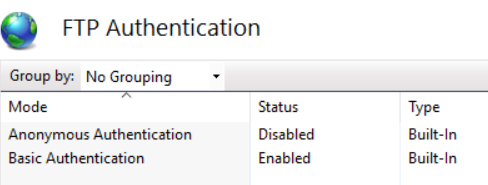 FTP Authentication
Group by: No Grouping
Mode Status Type
Anonymous Authentication Disabled Built-In
Basic Authentication Enabled Built-In